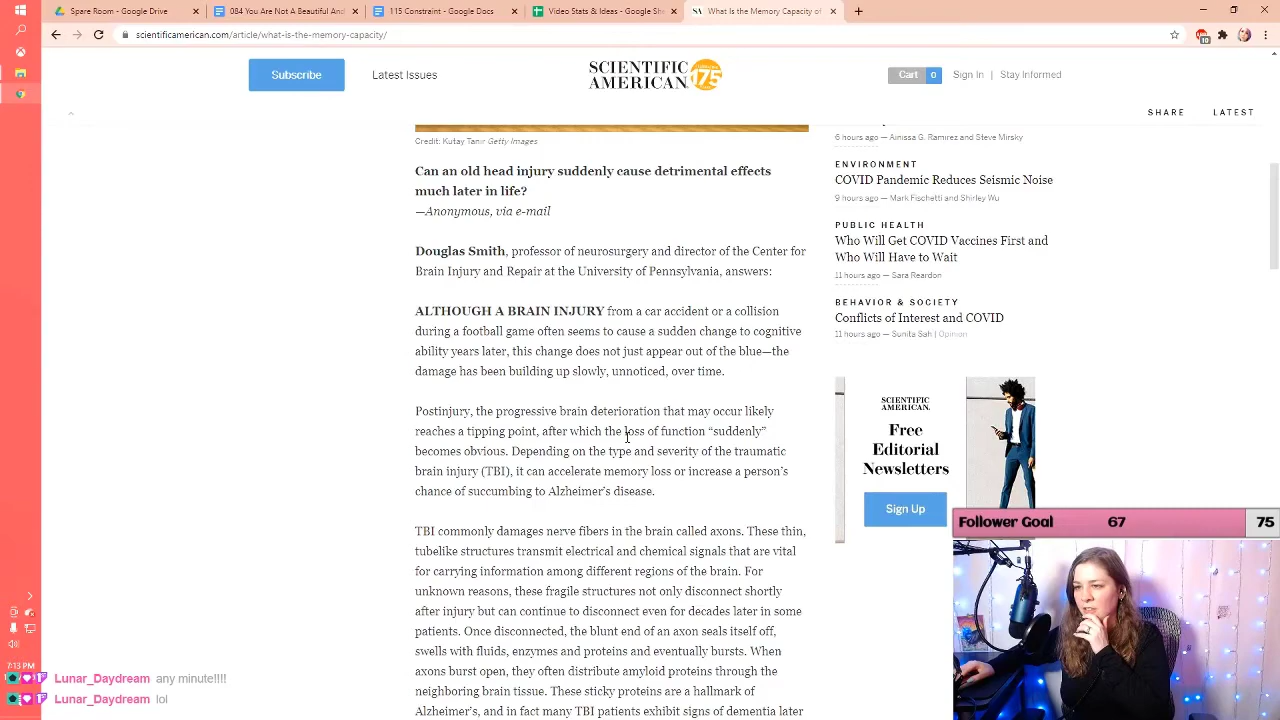 Spare Room - Google Drive
084 You Are Not A Beautiful And
115 Constraint - Google Docs
Video Stats & Ideas - Google She
What Is the Memory Capacity of
scientificamerican.com/article/what-is-the-memory-capacity/
10
Subscribe
Latest Issues
SCIENTIFIC
AMERICAN
175
Cart 0
Sign In | Stay Informed
SHARE
LATEST
Credit: Kutay Tanir Getty Images
Can an old head injury suddenly cause detrimental effects
much later in life?
—Anonymous, via e-mail
Douglas Smith, professor of neurosurgery and director of the Center for
Brain Injury and Repair at the University of Pennsylvania, answers:
ALTHOUGH A BRAIN INJURY from a car accident or a collision
during a football game often seems to cause a sudden change to cognitive
ability years later, this change does not just appear out of the blue—the
damage has been building up slowly, unnoticed, over time.
Postinjury, the progressive brain deterioration that may occur likely
reaches a tipping point, after which the loss of function “suddenly”
becomes obvious. Depending on the type and severity of the traumatic
brain injury (TBI), it can accelerate memory loss or increase a person’s
chance of succumbing to Alzheimer’s disease.
TBI commonly damages nerve fibers in the brain called axons. These thin,
tubelike structures transmit electrical and chemical signals that are vital
for carrying information among different regions of the brain. For
unknown reasons, these fragile structures not only disconnect shortly
after injury but can continue to disconnect even for decades later in some
patients. Once disconnected, the blunt end of an axon seals itself off,
swells with fluids, enzymes and proteins and eventually bursts. When
axons burst open, they often distribute amyloid proteins through the
neighboring brain tissue. These sticky proteins are a hallmark of
Alzheimer’s, and in fact many TBI patients exhibit signs of dementia later
6 hours ago — Ainissa G. Ramirez and Steve Mirsky
ENVIRONMENT
COVID Pandemic Reduces Seismic Noise
9 hours ago — Mark Fischetti and Shirley Wu
PUBLIC HEALTH
Who Will Get COVID Vaccines First and
Who Will Have to Wait
11 hours ago — Sara Reardon
BEHAVIOR & SOCIETY
Conflicts of Interest and COVID
11 hours ago — Sunita Sah | Opinion
SCIENTIFIC
AMERICAN
Free
Editorial
Newsletters
Sign Up
Follower Goal 67 75
7:13 PM
Lunar_Daydream any minute!!!!
Lunar_Daydream lol